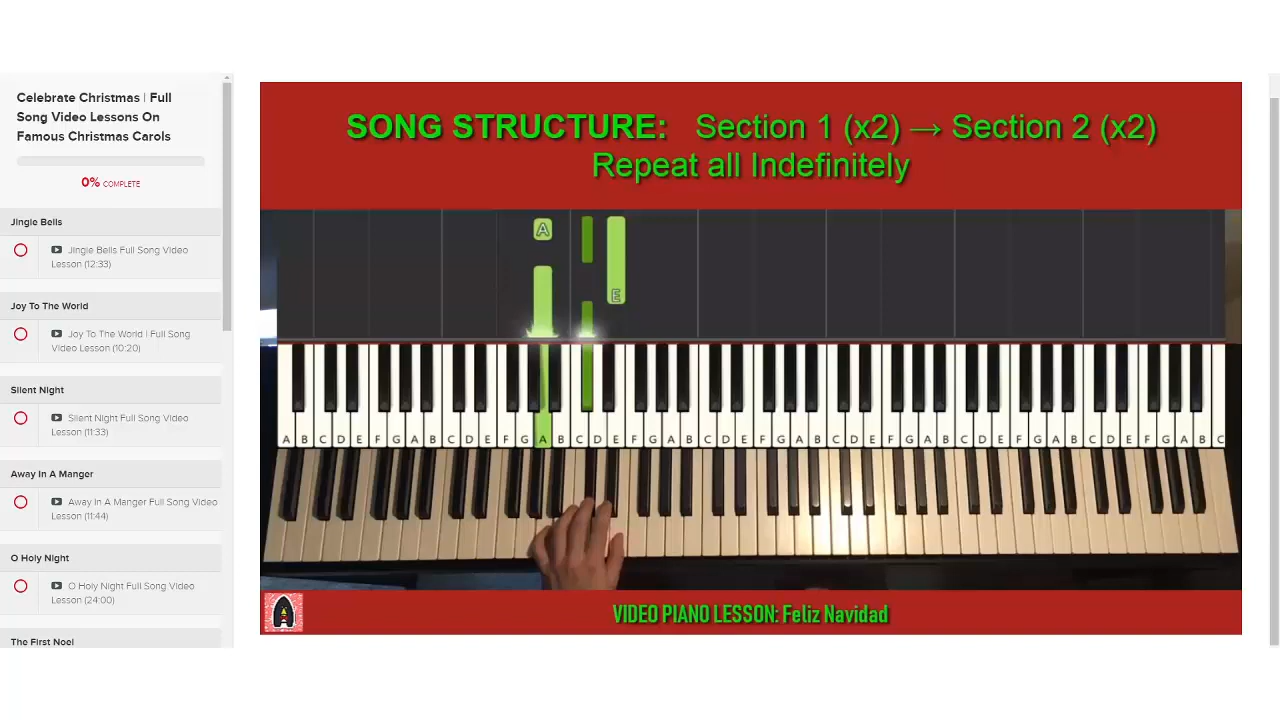 Celebrate Christmas | Full
Song Video Lessons On
Famous Christmas Carols
0% COMPLETE
Jingle Bells
Jingle Bells Full Song Video
Lesson (12:33)
Joy To The World
Joy To The World | Full Song
Video Lesson (10:20)
Silent Night
Silent Night Full Song Video
Lesson (11:33)
Away In A Manger
Away In A Manger Full Song Video
Lesson (11:44)
O Holy Night
O Holy Night Full Song Video
Lesson (24:00)
The First Noel
SONG STRUCTURE: Section 1 (x2) → Section 2 (x2)
Repeat all Indefinitely
A
E
A B C D E F G A B C D E F G A B C D E F G A B C D E F G A B C D E F G A B C D E F G A B C D E F G A B C
VIDEO PIANO LESSON: Feliz Navidad